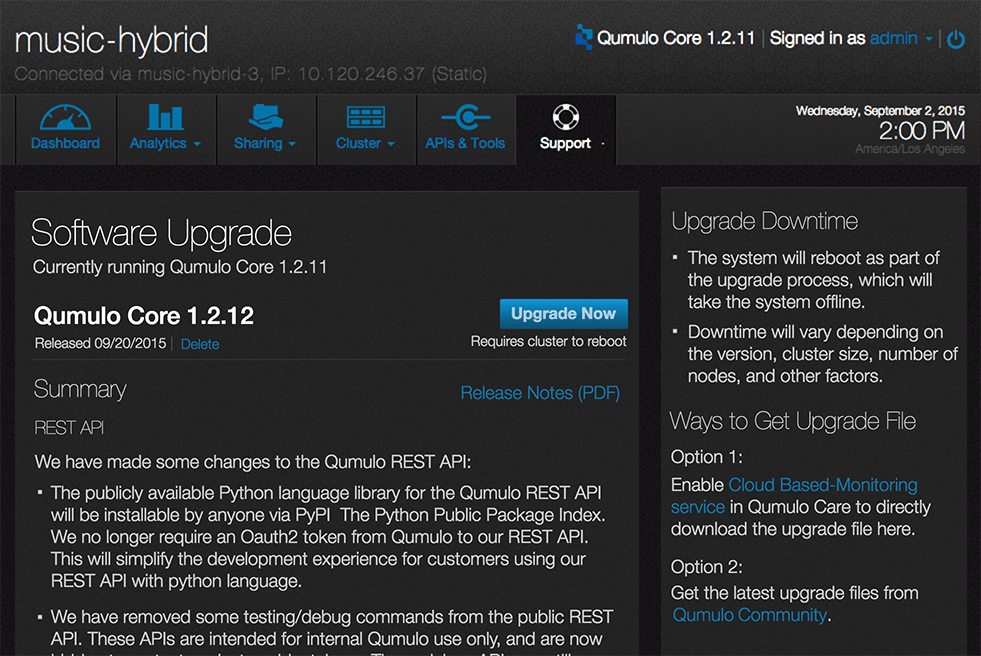 music-hybrid
Qumulo Core 1.2.11 | Signed in as admin
Connected via music-hybrid-3, IP: 10.120.246.37 (Static)
Dashboard
Analytics
Sharing
Cluster
APIs & Tools
Support
Wednesday, September 2, 2015
2:00 PM
America/Los Angeles
Software Upgrade
Currently running Qumulo Core 1.2.11
Qumulo Core 1.2.12
Upgrade Now
Released 09/20/2015 | Delete
Requires cluster to reboot
Summary
Release Notes (PDF)
REST API
We have made some changes to the Qumulo REST API:
▪ The publicly available Python language library for the Qumulo REST API
will be installable by anyone via PyPI The Python Public Package Index.
We no longer require an Oauth2 token from Qumulo to our REST API.
This will simplify the development experience for customers using our
REST API with python language.
▪ We have removed some testing/debug commands from the public REST
API. These APIs are intended for internal Qumulo use only, and are now
Upgrade Downtime
▪ The system will reboot as part of
the upgrade process, which will
take the system offline.
▪ Downtime will vary depending on
the version, cluster size, number of
nodes, and other factors.
Ways to Get Upgrade File
Option 1:
Enable Cloud Based-Monitoring
service in Qumulo Care to directly
download the upgrade file here.
Option 2:
Get the latest upgrade files from
Qumulo Community.